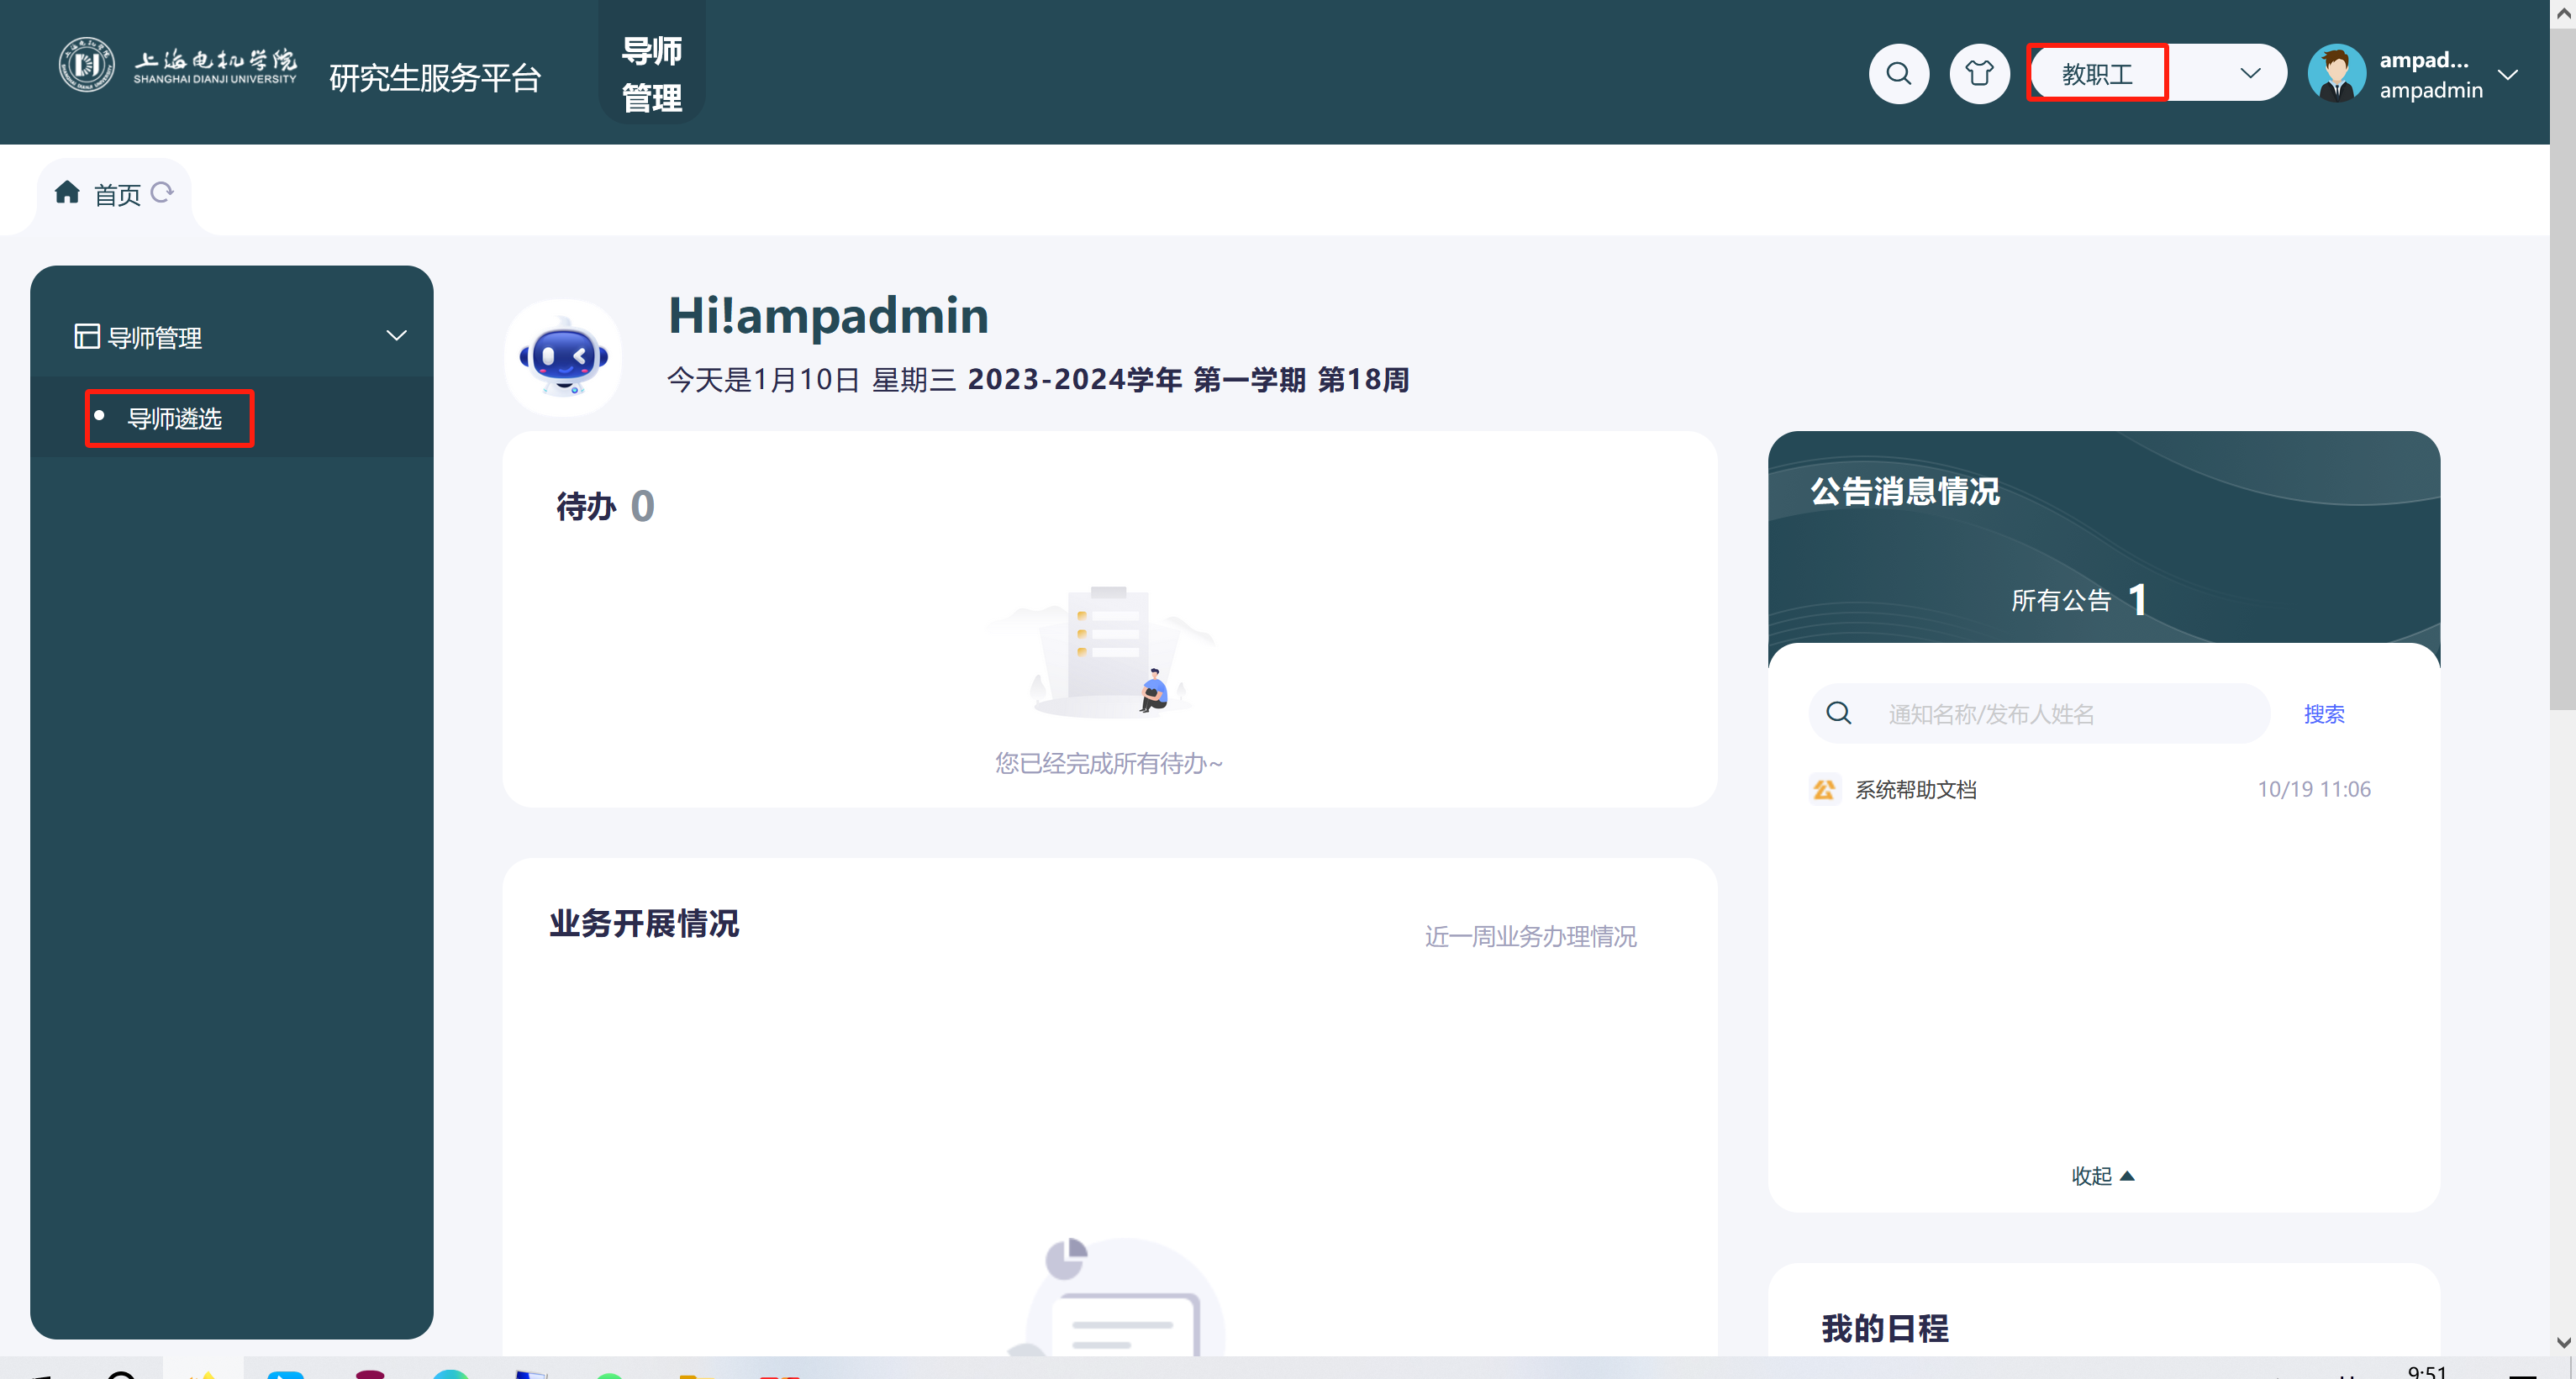 上海电机学院
SHANGHAI DIANJI UNIVERSITY
研究生服务平台
导师
管理
教职工
ampad...
ampadmin
首页
导师管理
导师遴选
Hi!ampadmin
今天是1月10日 星期三 2023-2024学年 第一学期 第18周
待办 0
您已经完成所有待办~
公告消息情况
所有公告 1
通知名称/发布人姓名
搜索
公 系统帮助文档 10/19 11:06
收起
业务开展情况
近一周业务办理情况
我的日程
9:51